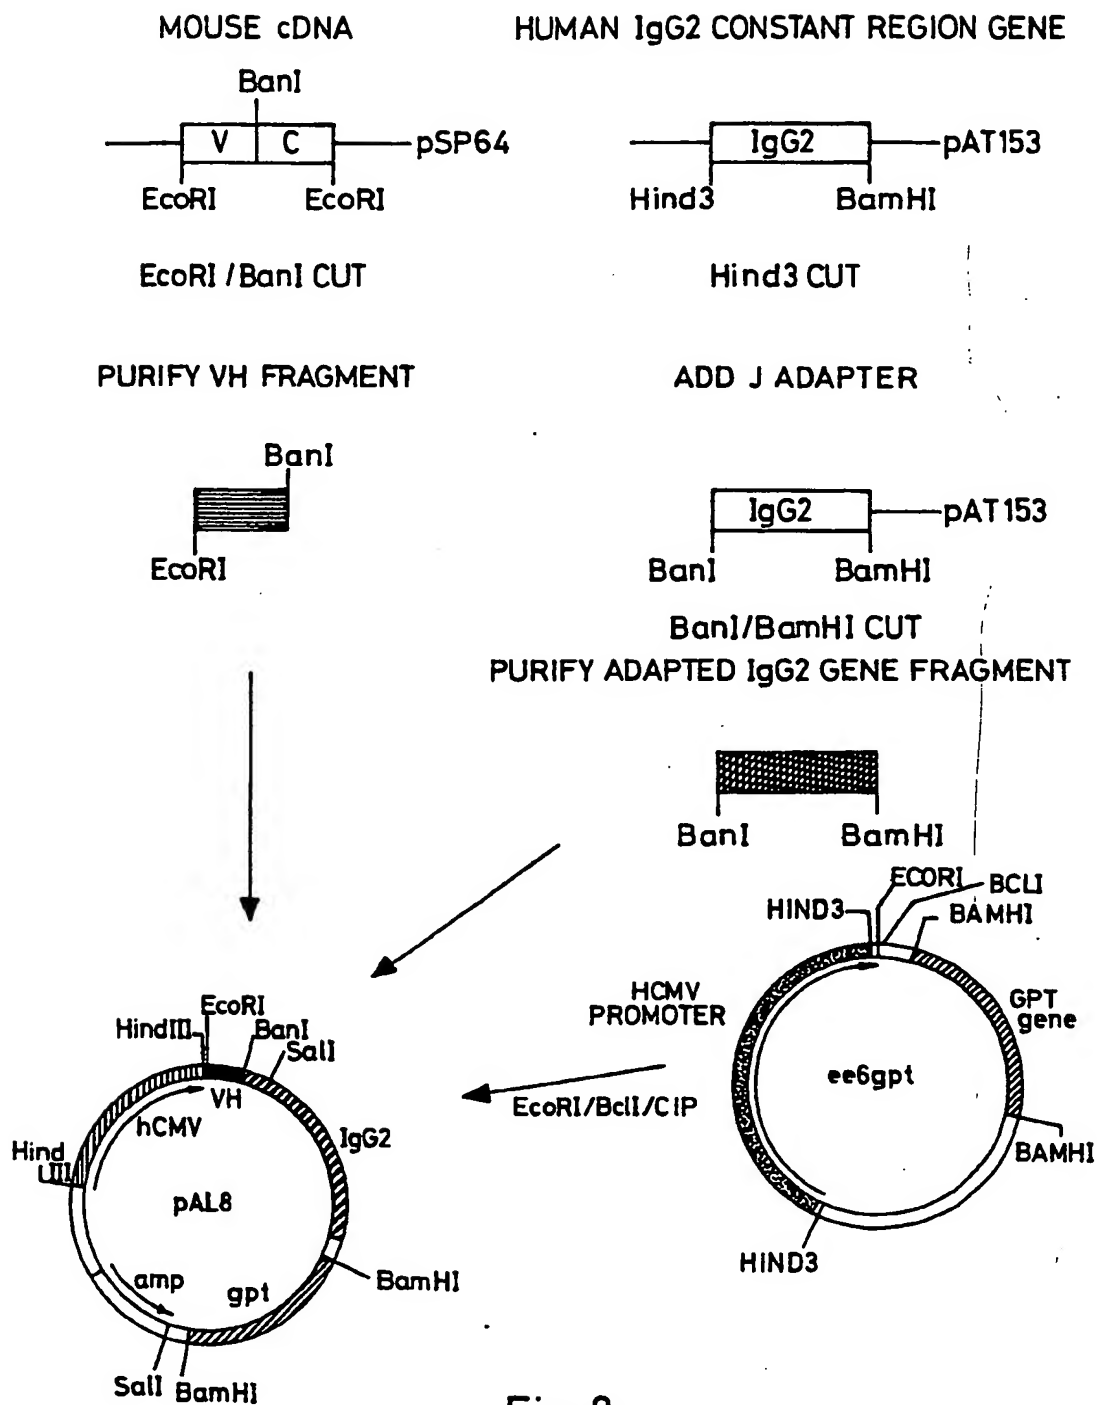 MOUSE cDNA
HUMAN IgG2 CONSTANT REGION GENE
BanI
V
C
pSP64
EcoRI
EcoRI
IgG2
pAT153
Hind3
BamHI
EcoRI/BanI CUT
Hind3 CUT
PURIFY VH FRAGMENT
ADD J ADAPTER
BanI
EcoRI
IgG2
pAT153
BanI
BamHI
BanI/BamHI CUT
PURIFY ADAPTED IgG2 GENE FRAGMENT
BanI
BamHI
ECORI
BCLI
HIND3
BAMHI
HCMV
PROMOTER
GPT
gene
ee6gpt
BAMHI
HIND3
EcoRI/BclI/CIP
EcoRI
HindIII
BanI
SalI
VH
hCMV
IgG2
Hind
III
pAL8
amp
gpt
BamHI
SalI
BamHI